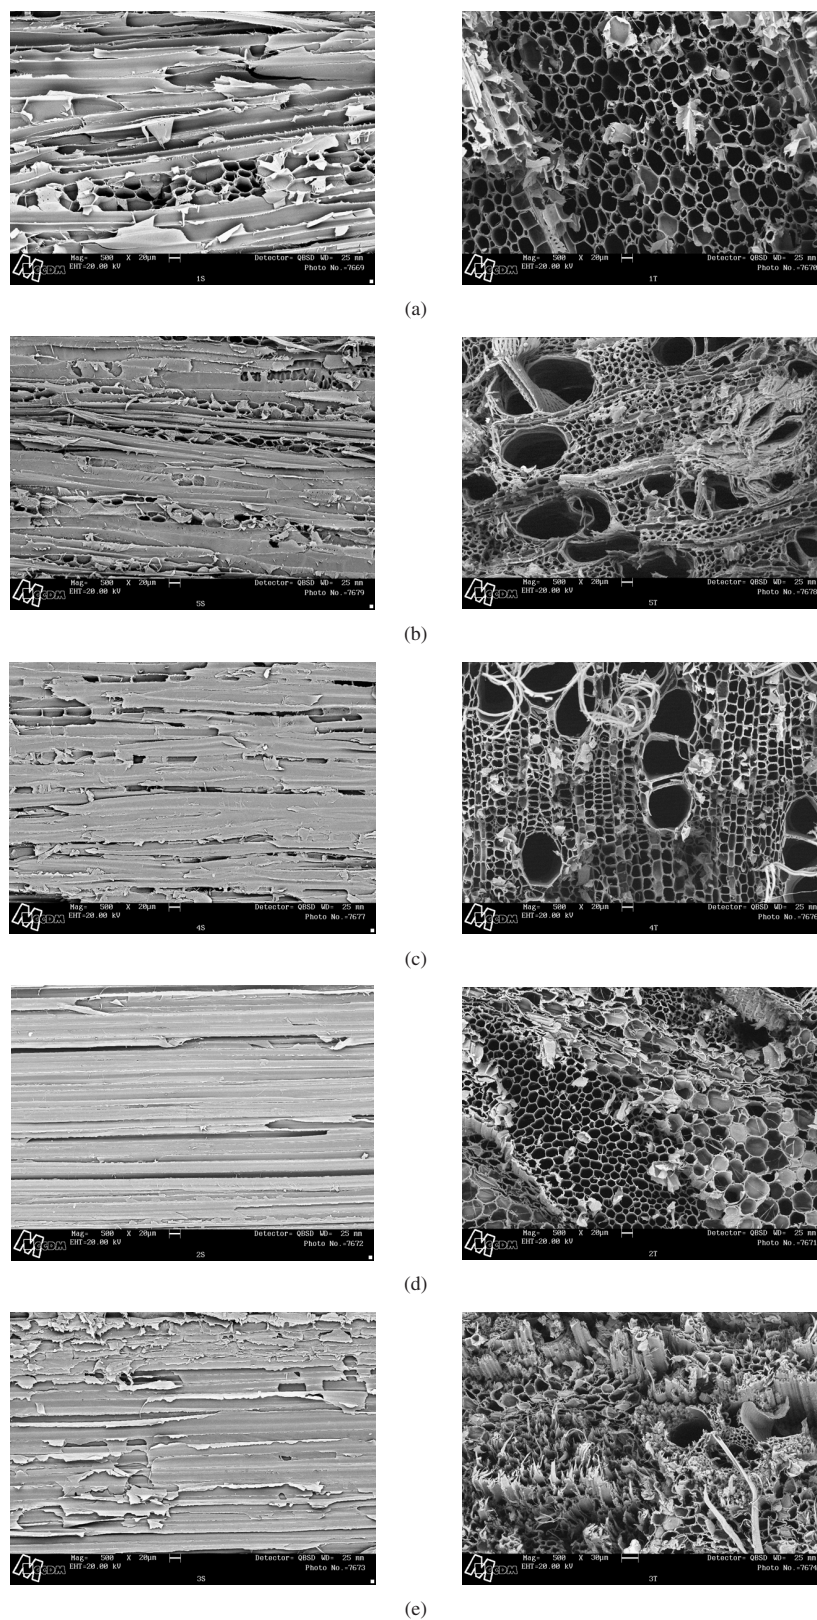 Mag= 500 X 20µm Detector= QBSD WD= 25 mm
EHT=20.00 kV Photo No.=7669
1S
Mag= 500 X 20µm Detector= QBSD WD= 25 mm
EHT=20.00 kV Photo No.=7670
1T
(a)
Mag= 500 X 20µm Detector= QBSD WD= 25 mm
EHT=20.00 kV Photo No.=7679
5S
Mag= 500 X 20µm Detector= QBSD WD= 25 mm
EHT=20.00 kV Photo No.=7678
5T
(b)
Mag= 500 X 20µm Detector= QBSD WD= 25 mm
EHT=20.00 kV Photo No.=7677
4S
Mag= 500 X 20µm Detector= QBSD WD= 25 mm
EHT=20.00 kV Photo No.=7676
4T
(c)
Mag= 500 X 20µm Detector= QBSD WD= 25 mm
EHT=20.00 kV Photo No.=7672
2S
Mag= 500 X 20µm Detector= QBSD WD= 25 mm
EHT=20.00 kV Photo No.=7671
2T
(d)
Mag= 500 X 20µm Detector= QBSD WD= 25 mm
EHT=20.00 kV Photo No.=7673
3S
Mag= 500 X 30µm Detector= QBSD WD= 25 mm
EHT=20.00 kV Photo No.=7674
3T
(e)